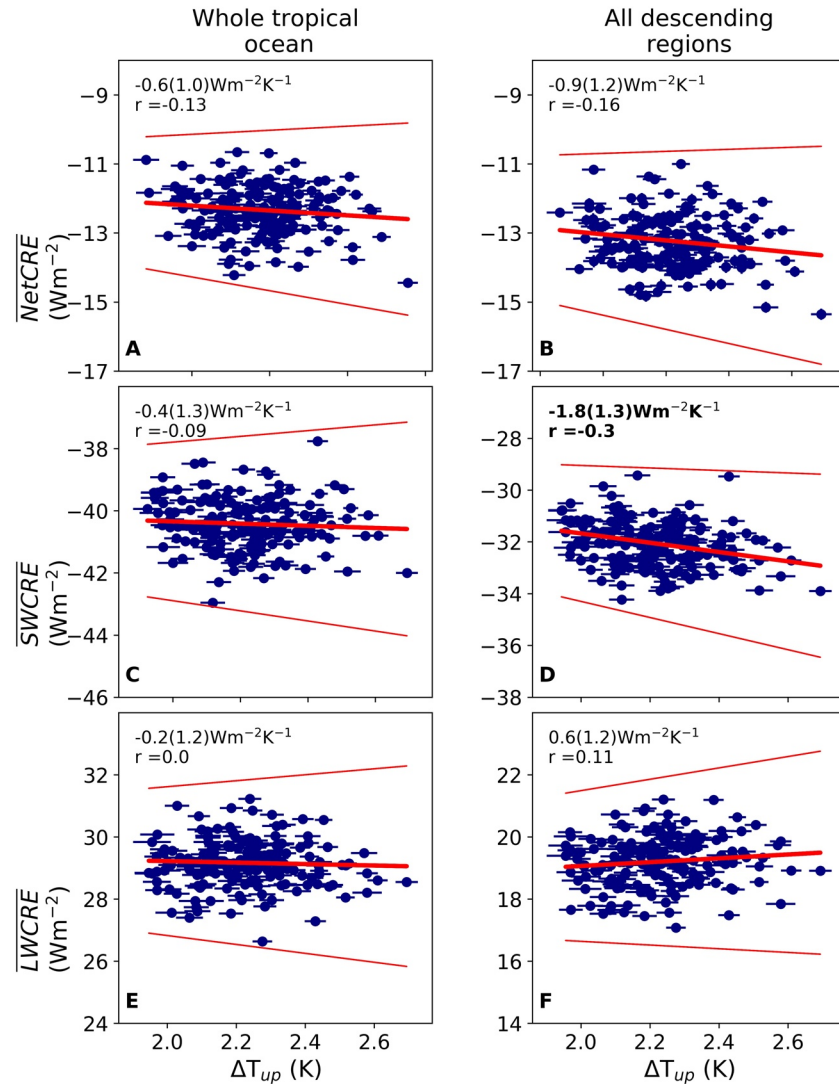 Whole tropical
ocean
All descending
regions
-0.6(1.0)Wm⁻²K⁻¹
r =-0.13
−9
−11
−13
−15
−17
NetCRE
(Wm⁻²)
A
-0.9(1.2)Wm⁻²K⁻¹
r =-0.16
−9
−11
−13
−15
−17
B
-0.4(1.3)Wm⁻²K⁻¹
r =-0.09
−38
−40
−42
−44
−46
SWCRE
(Wm⁻²)
C
-1.8(1.3)Wm⁻²K⁻¹
r =-0.3
−28
−30
−32
−34
−36
−38
D
-0.2(1.2)Wm⁻²K⁻¹
r =0.0
32
30
28
26
24
LWCRE
(Wm⁻²)
E
2.0 2.2 2.4 2.6
ΔT_up (K)
0.6(1.2)Wm⁻²K⁻¹
r =0.11
22
20
18
16
14
F
2.0 2.2 2.4 2.6
ΔT_up (K)